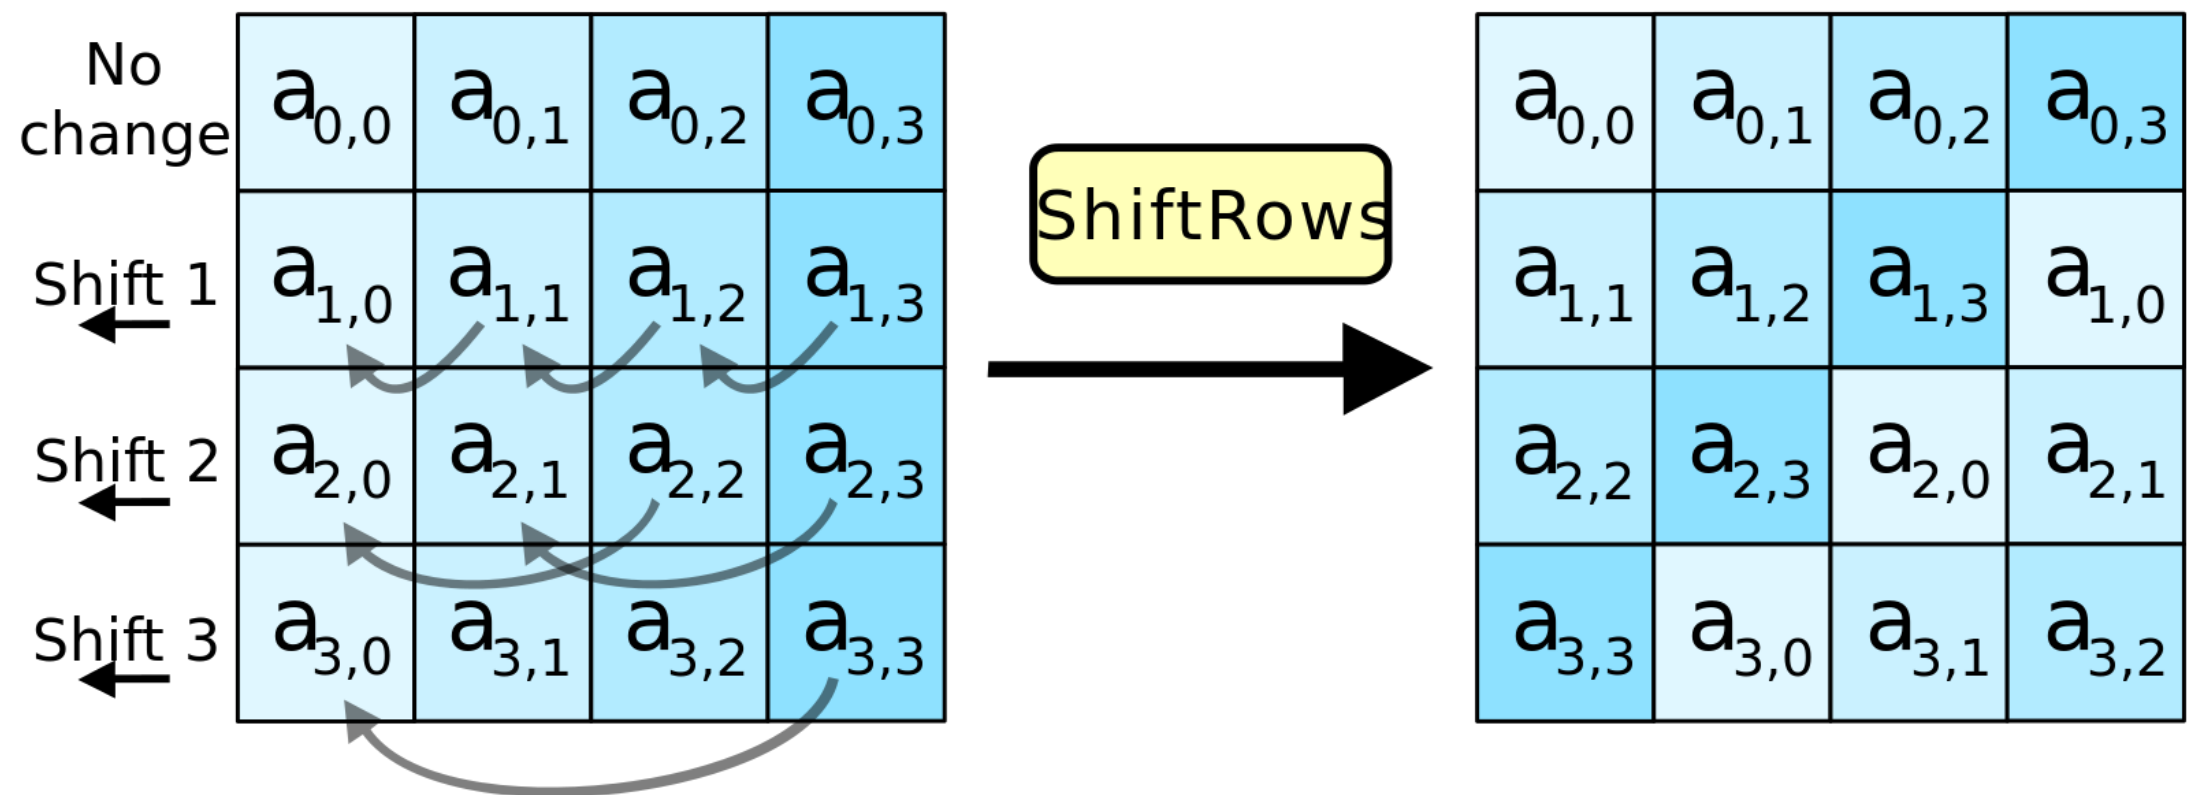 No
change
a0,0 a0,1 a0,2 a0,3
Shift 1
a1,0 a1,1 a1,2 a1,3
Shift 2
a2,0 a2,1 a2,2 a2,3
Shift 3
a3,0 a3,1 a3,2 a3,3
ShiftRows
a0,0 a0,1 a0,2 a0,3
a1,1 a1,2 a1,3 a1,0
a2,2 a2,3 a2,0 a2,1
a3,3 a3,0 a3,1 a3,2